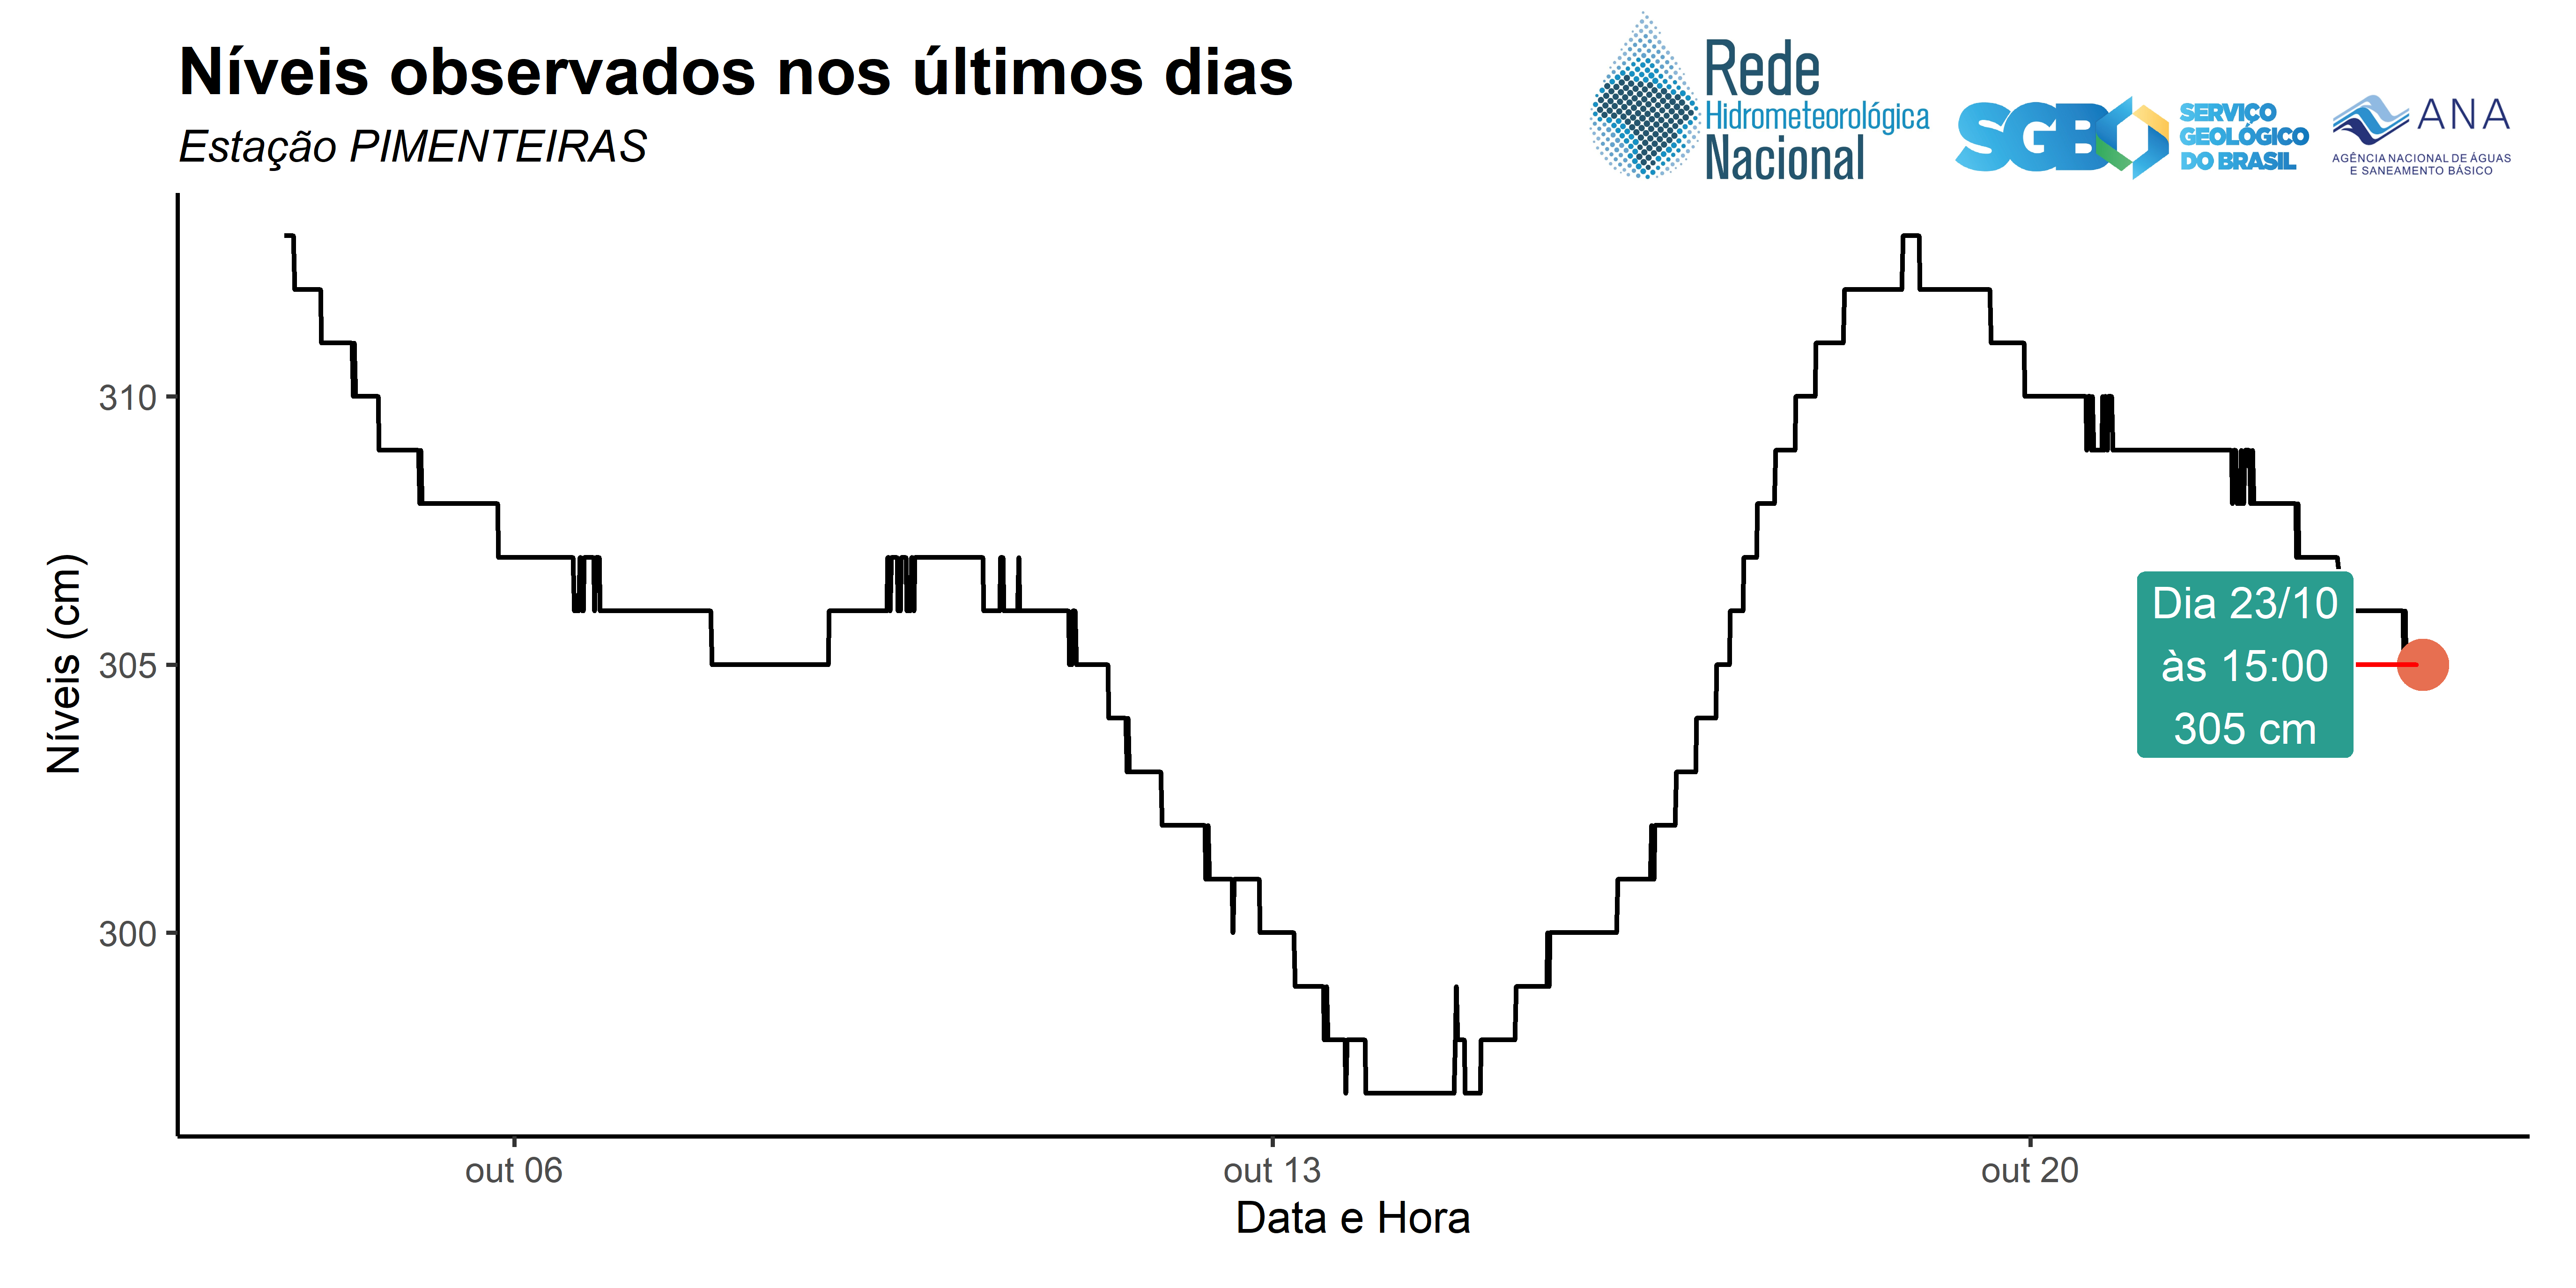 Níveis observados nos últimos dias
Estação PIMENTEIRAS
Rede
Hidrometeorológica
Nacional
SGB
SERVIÇO
GEOLÓGICO
DO BRASIL
ANA
AGÊNCIA NACIONAL DE ÁGUAS
E SANEAMENTO BÁSICO
Níveis (cm)
310
305
300
Dia 23/10
às 15:00
305 cm
out 06
out 13
out 20
Data e Hora